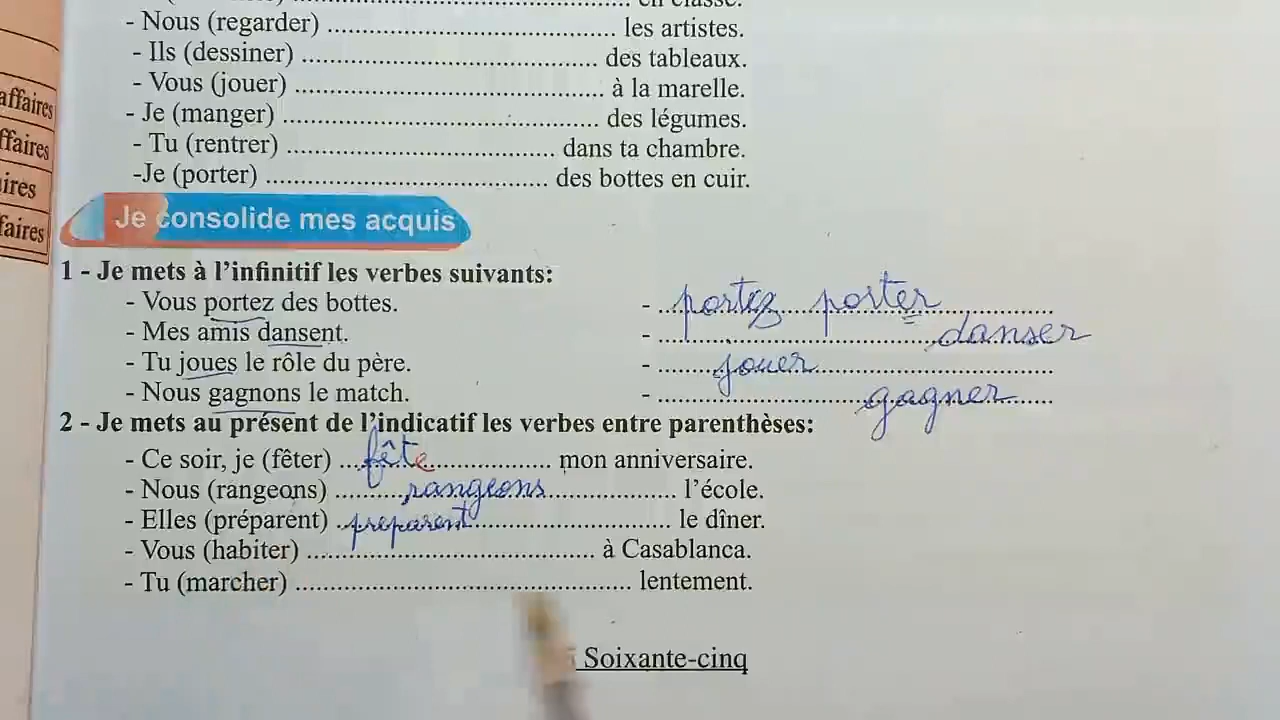 en classe.
- Nous (regarder) .......................................... les artistes.
- Ils (dessiner) ............................................ des tableaux.
- Vous (jouer) .............................................. à la marelle.
- Je (manger) ............................................... des légumes.
- Tu (rentrer) ....................................... dans ta chambre.
-Je (porter) .......................................... des bottes en cuir.
affaires
ffaires
ires
faires
Je consolide mes acquis
1 - Je mets à l'infinitif les verbes suivants:
- Vous portez des bottes. - portez porter
- Mes amis dansent. - danser
- Tu joues le rôle du père. - jouer
- Nous gagnons le match. - gagner
2 - Je mets au présent de l'indicatif les verbes entre parenthèses:
- Ce soir, je (fêter) ... fête .................. mon anniversaire.
- Nous (rangeons) .......... rangeons ................... l'école.
- Elles (préparent) . preparent ............................. le dîner.
- Vous (habiter) ........................................... à Casablanca.
- Tu (marcher) .................................................. lentement.
Soixante-cinq